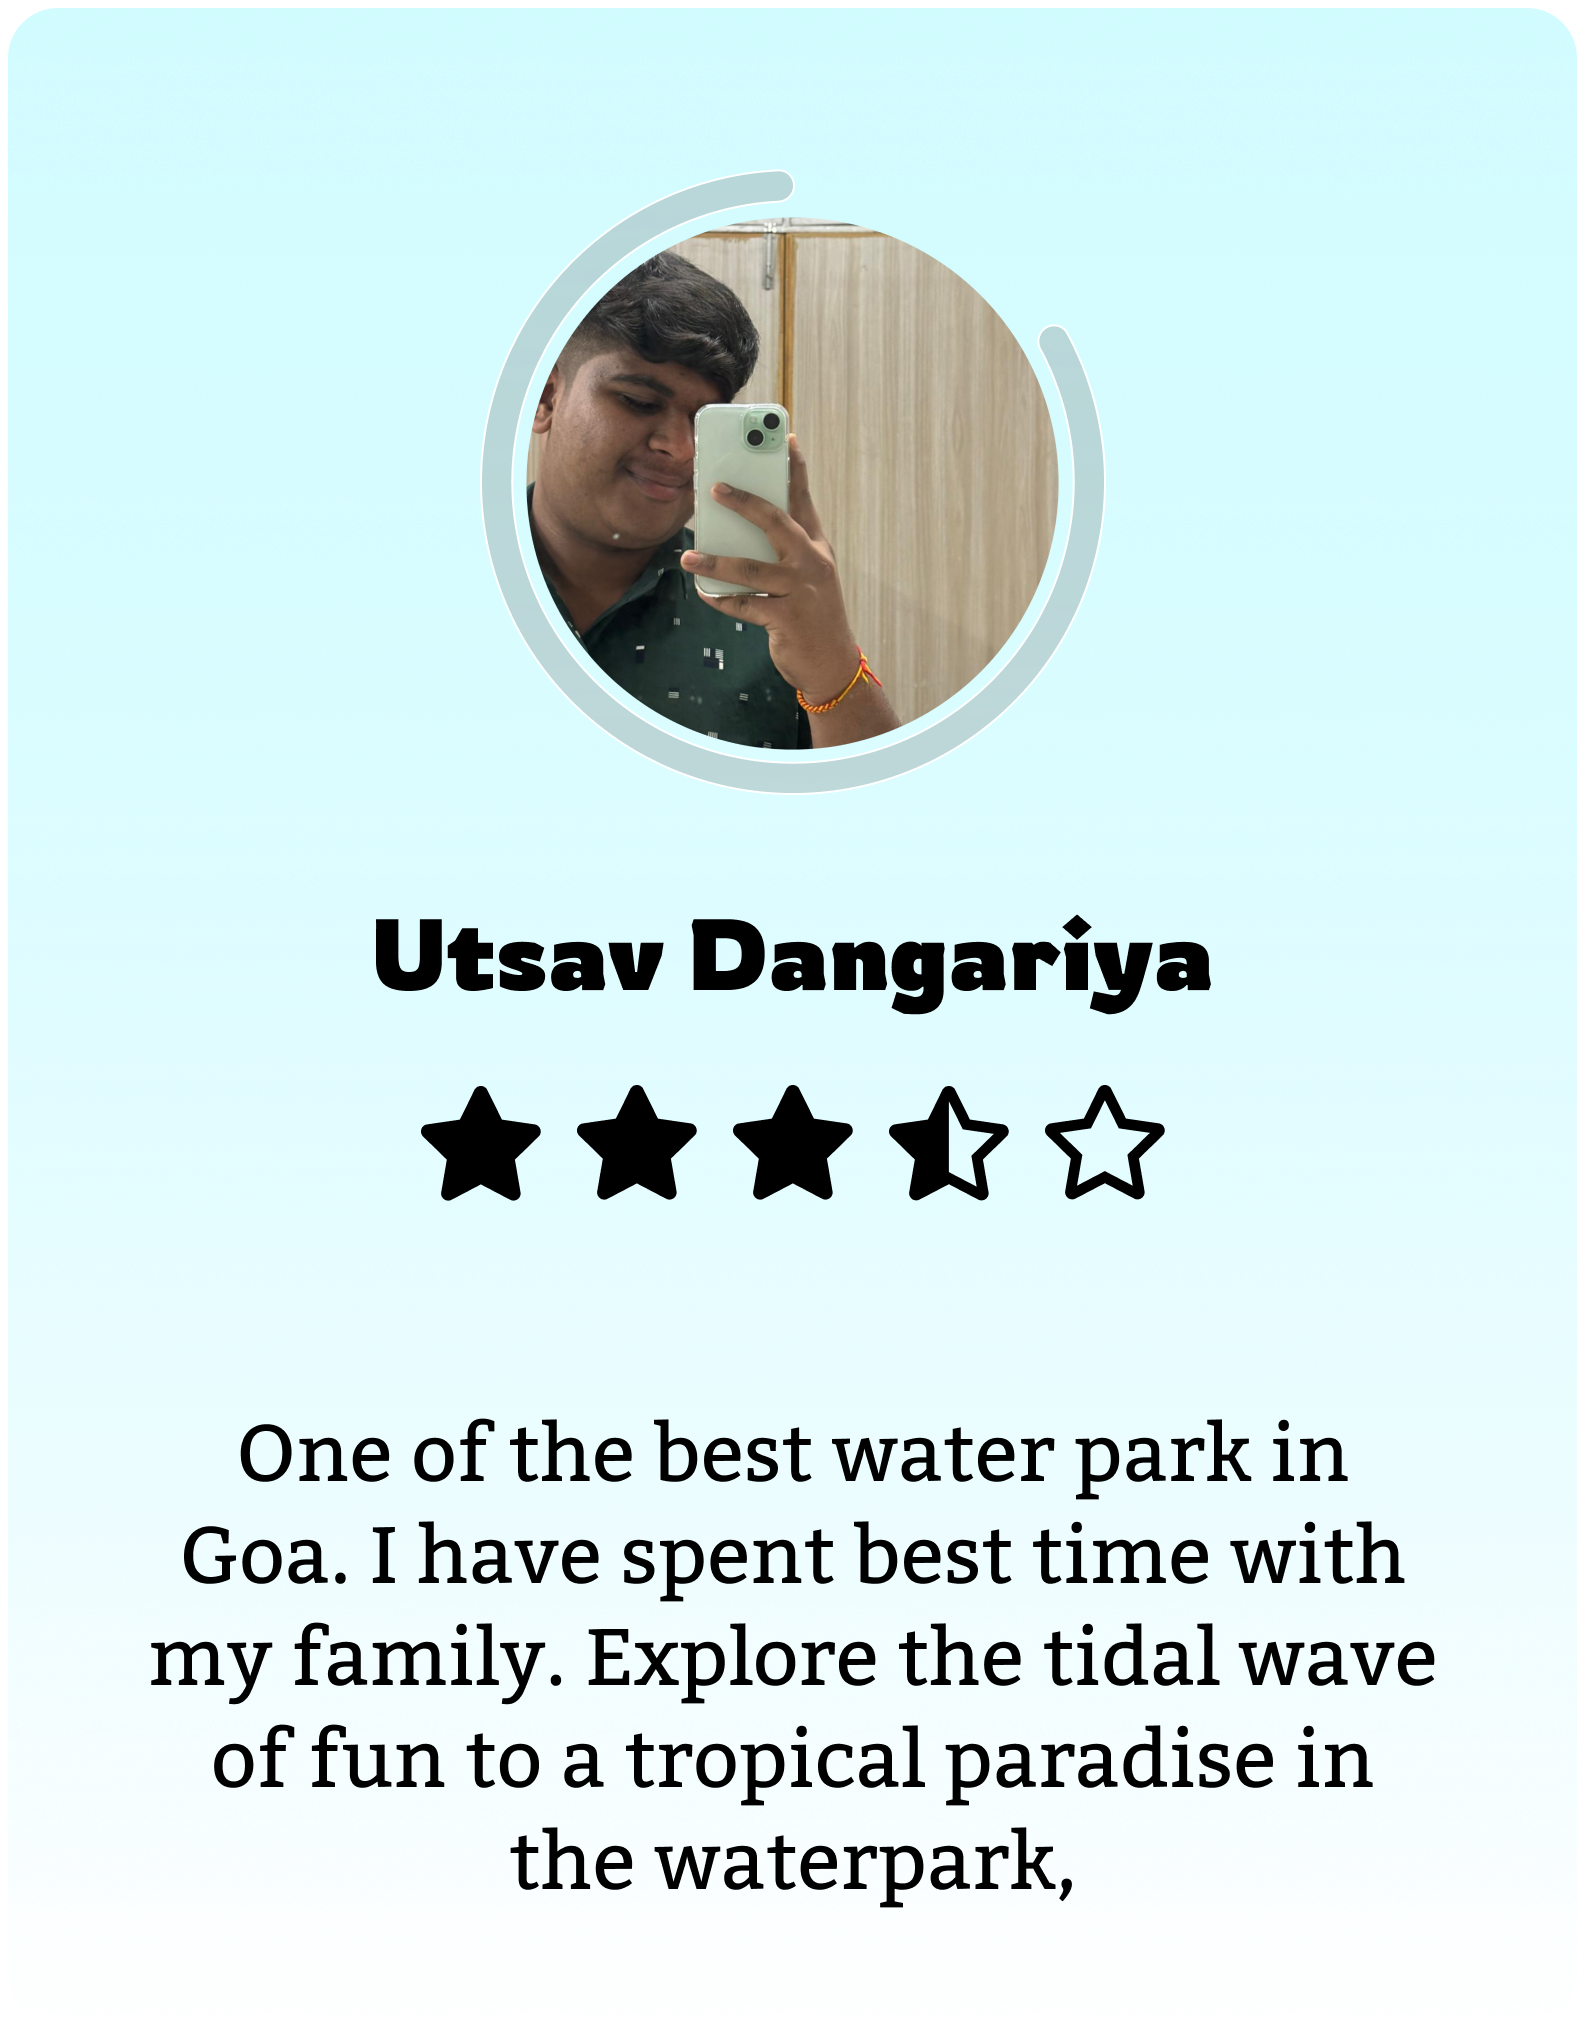 Utsav Dangariya
One of the best water park in
Goa. I have spent best time with
my family. Explore the tidal wave
of fun to a tropical paradise in
the waterpark,